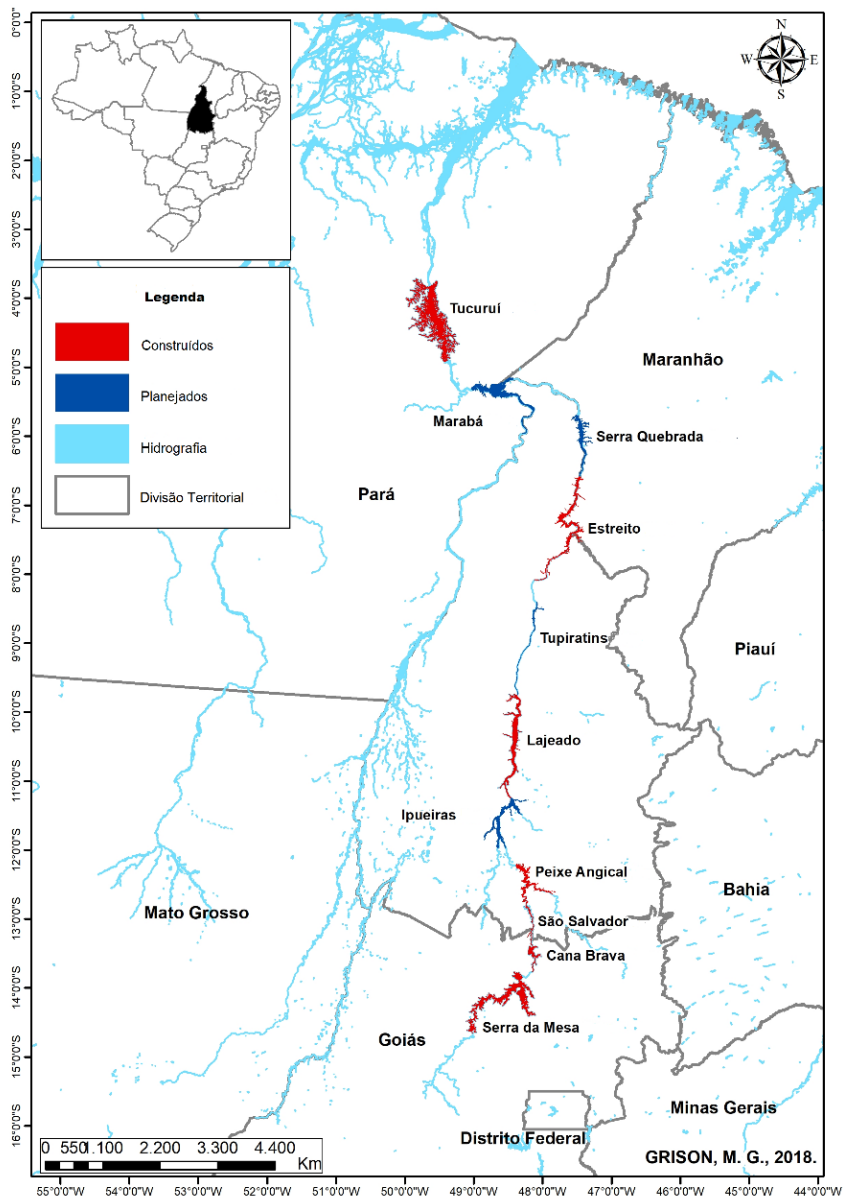 0°0'0"
1°0'0"S
2°0'0"S
3°0'0"S
4°0'0"S
5°0'0"S
6°0'0"S
7°0'0"S
8°0'0"S
9°0'0"S
10°0'0"S
11°0'0"S
12°0'0"S
13°0'0"S
14°0'0"S
15°0'0"S
16°0'0"S
N
W E
S
Legenda
Construídos
Planejados
Hidrografia
Divisão Territorial
Tucuruí
Maranhão
Marabá
Serra Quebrada
Pará
Estreito
Tupiratins
Piauí
Lajeado
Ipueiras
Peixe Angical
Bahia
Mato Grosso
São Salvador
Cana Brava
Serra da Mesa
Goiás
Minas Gerais
Distrito Federal
0 550 1.100 2.200 3.300 4.400
Km
GRISON, M. G., 2018.
55°0'0"W 54°0'0"W 53°0'0"W 52°0'0"W 51°0'0"W 50°0'0"W 49°0'0"W 48°0'0"W 47°0'0"W 46°0'0"W 45°0'0"W 44°0'0"W